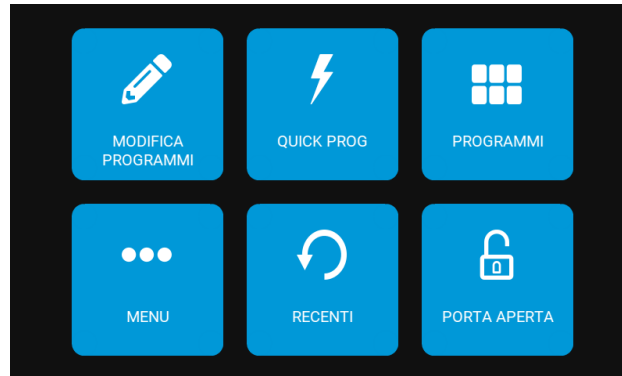 MODIFICA
PROGRAMMI
QUICK PROG
PROGRAMMI
MENU
RECENTI
PORTA APERTA